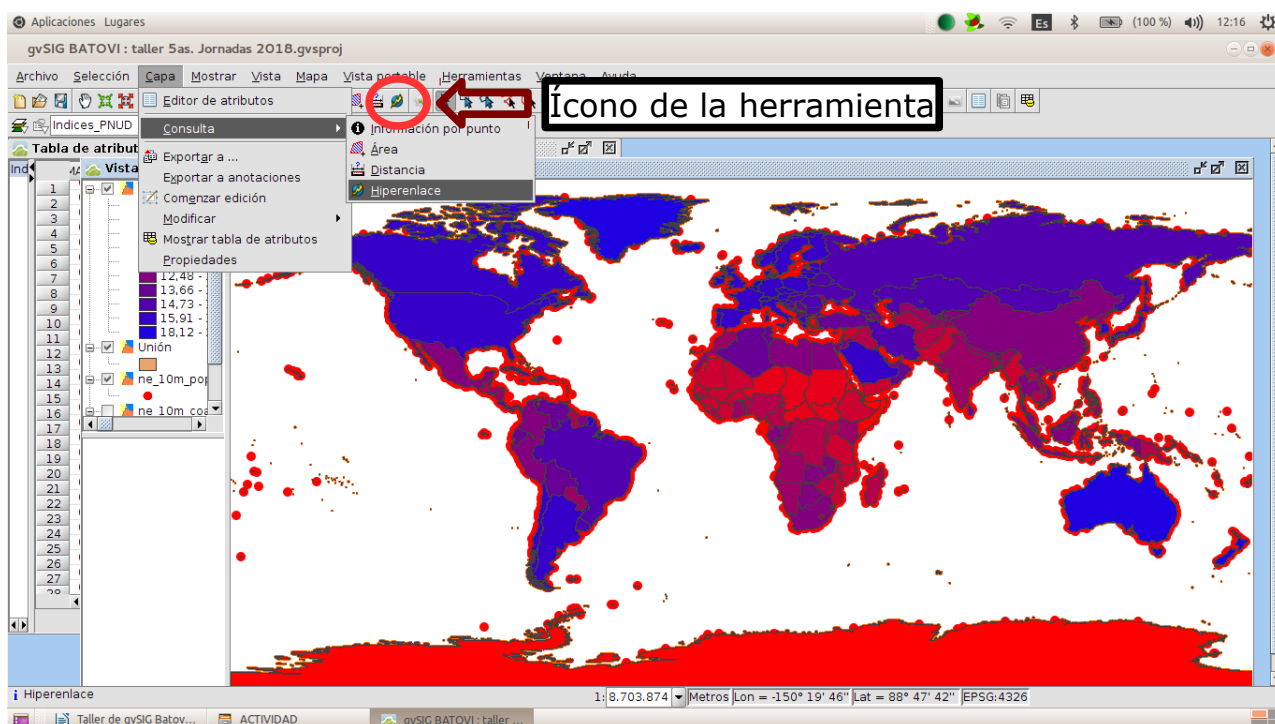 Aplicaciones Lugares
Es (100 %) 12:16
gvSIG BATOVI : taller 5as. Jornadas 2018.gvsproj
Archivo Selección Capa Mostrar Vista Mapa Vista portable Herramientas Ventana Ayuda
Ícono de la herramienta
Indices_PNUD
Editor de atributos
Consulta
Exportar a ...
Exportar a anotaciones
Comenzar edición
Modificar
Mostrar tabla de atributos
Propiedades
Información por punto
Área
Distancia
Hiperenlace
Tabla de atribut
Ind
Vista
1
2
3
4
5
6
7
8
9
10
11
12
13
14
15
16
17
18
19
20
21
22
23
24
25
26
27
28
12,48 -
13,66 -
14,73 -
15,91 -
18,12 -
Unión
ne_10m_pop
ne_10m_coa
Hiperenlace
1: 8.703.874 Metros Lon = -150° 19' 46" Lat = 88° 47' 42" EPSG:4326
Taller de gvSIG Batov... ACTIVIDAD gvSIG BATOVI : taller ...